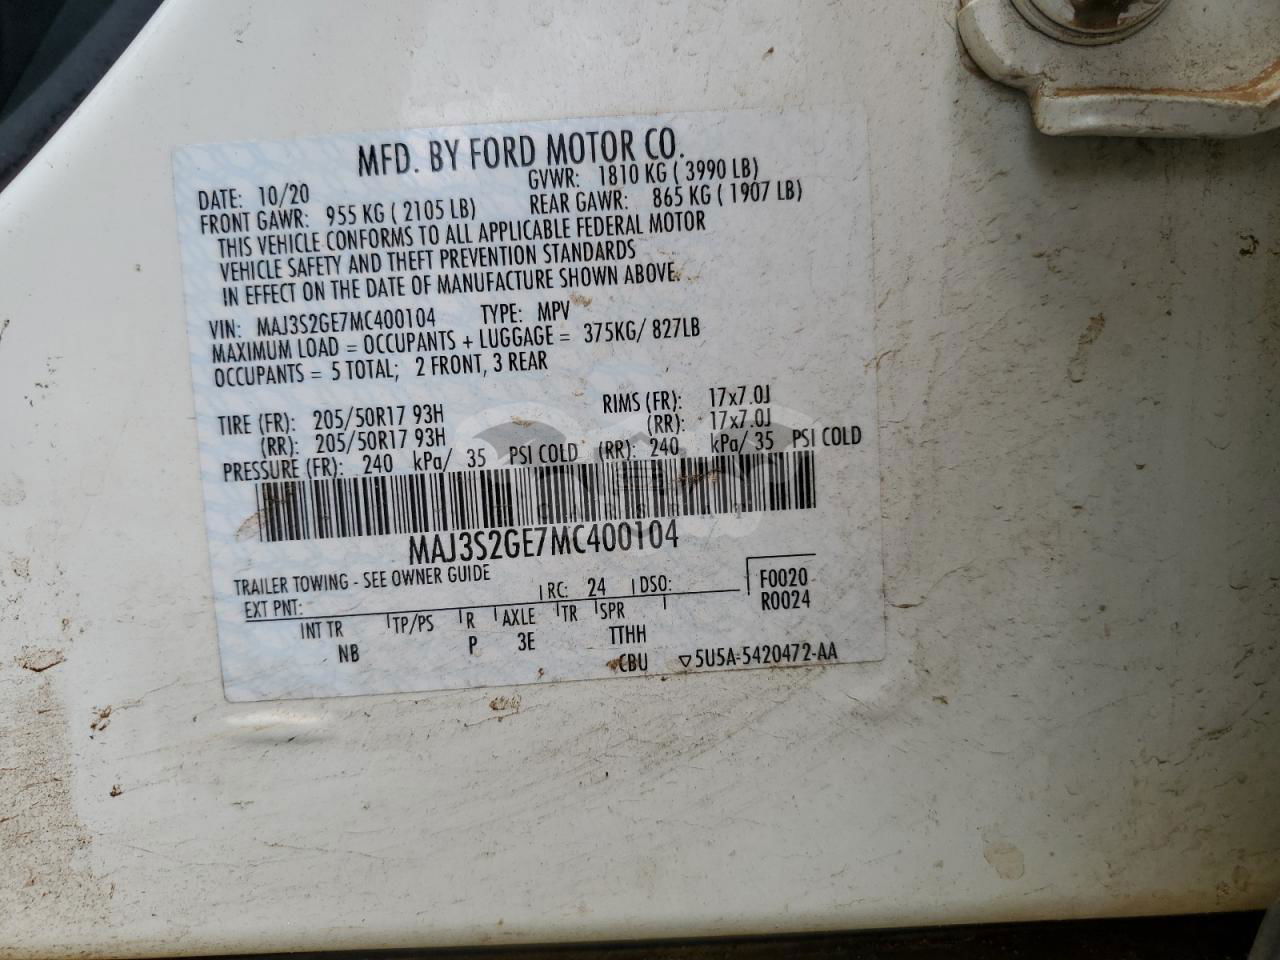 MFD. BY FORD MOTOR CO.
DATE: 10/20 GVWR: 1810 KG ( 3990 LB)
FRONT GAWR: 955 KG ( 2105 LB) REAR GAWR: 865 KG ( 1907 LB)
THIS VEHICLE CONFORMS TO ALL APPLICABLE FEDERAL MOTOR
VEHICLE SAFETY AND THEFT PREVENTION STANDARDS
IN EFFECT ON THE DATE OF MANUFACTURE SHOWN ABOVE.
VIN: MAJ3S2GE7MC400104 TYPE: MPV
MAXIMUM LOAD = OCCUPANTS + LUGGAGE = 375KG/ 827LB
OCCUPANTS = 5 TOTAL; 2 FRONT, 3 REAR
TIRE (FR): 205/50R17 93H RIMS (FR): 17x7.0J
(RR): 205/50R17 93H (RR): 17x7.0J
PRESSURE (FR): 240 kPa/ 35 PSI COLD (RR): 240 kPa/ 35 PSI COLD
MAJ3S2GE7MC400104
TRAILER TOWING - SEE OWNER GUIDE
EXT PNT: RC: 24 DSO: F0020
INT TR TP/PS R AXLE TR SPR R0024
NB P 3E TTHH
CBU ▽5U5A-5420472-AA